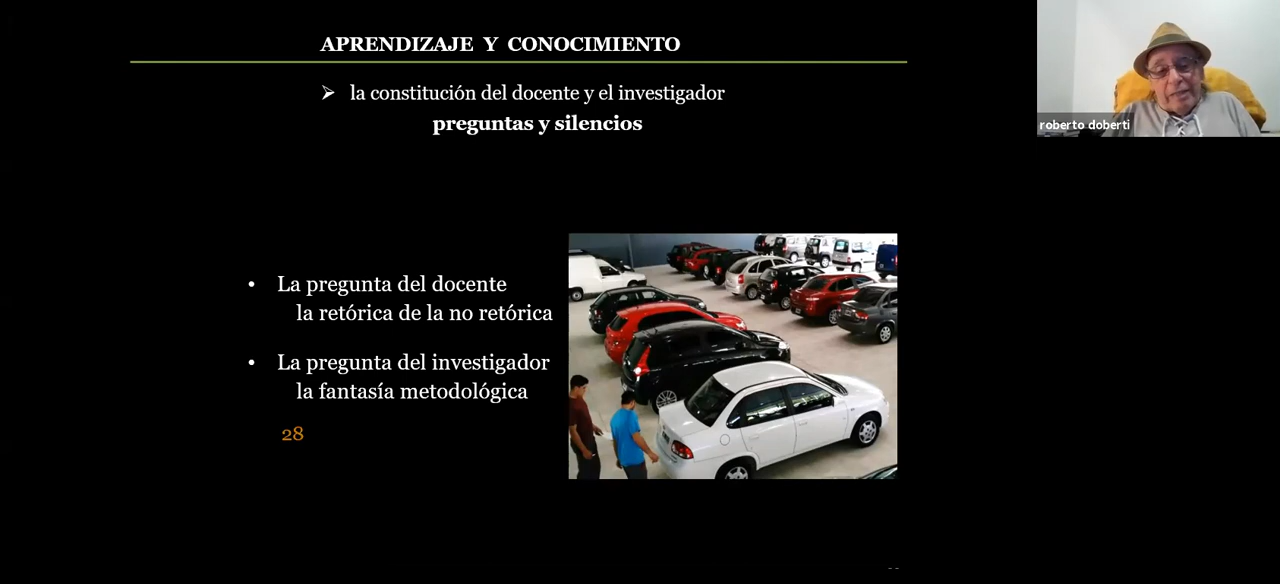 APRENDIZAJE Y CONOCIMIENTO
➢ la constitución del docente y el investigador
preguntas y silencios
• La pregunta del docente
la retórica de la no retórica
• La pregunta del investigador
la fantasía metodológica
28
roberto doberti